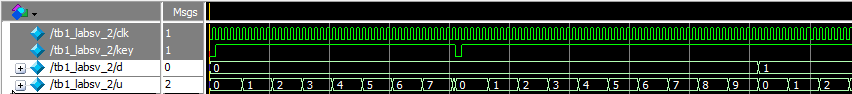 Msgs
/tb1_labsv_2/clk 1
/tb1_labsv_2/key 1
/tb1_labsv_2/d 0 0 1
/tb1_labsv_2/u 2 0 1 2 3 4 5 6 7 0 1 2 3 4 5 6 7 8 9 0 1 2